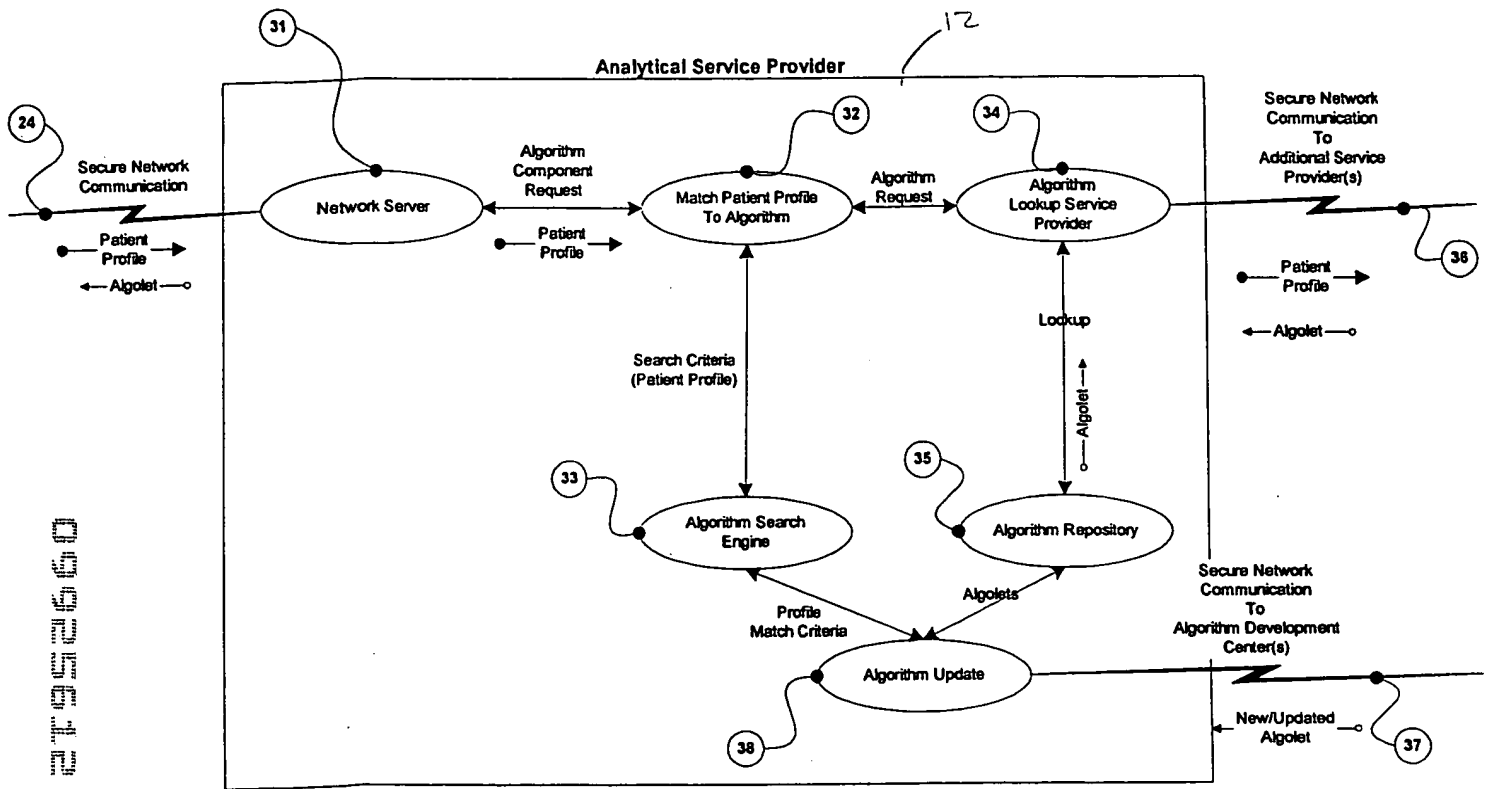 12
31
Analytical Service Provider
24
32
34
Secure Network
Communication
To
Additional Service
Provider(s)
Secure Network
Communication
Algorithm
Component
Request
Network Server
Match Patient Profile
To Algorithm
Algorithm
Request
Algorithm
Lookup Service
Provider
Patient
Profile
Algolet
Patient
Profile
36
Patient
Profile
Algolet
Lookup
Search Criteria
(Patient Profile)
Algolet
33
35
Algorithm Search
Engine
Algorithm Repository
Secure Network
Communication
To
Algorithm Development
Center(s)
Profile
Match Criteria
Algolets
Algorithm Update
38
New/Updated
Algolet
37